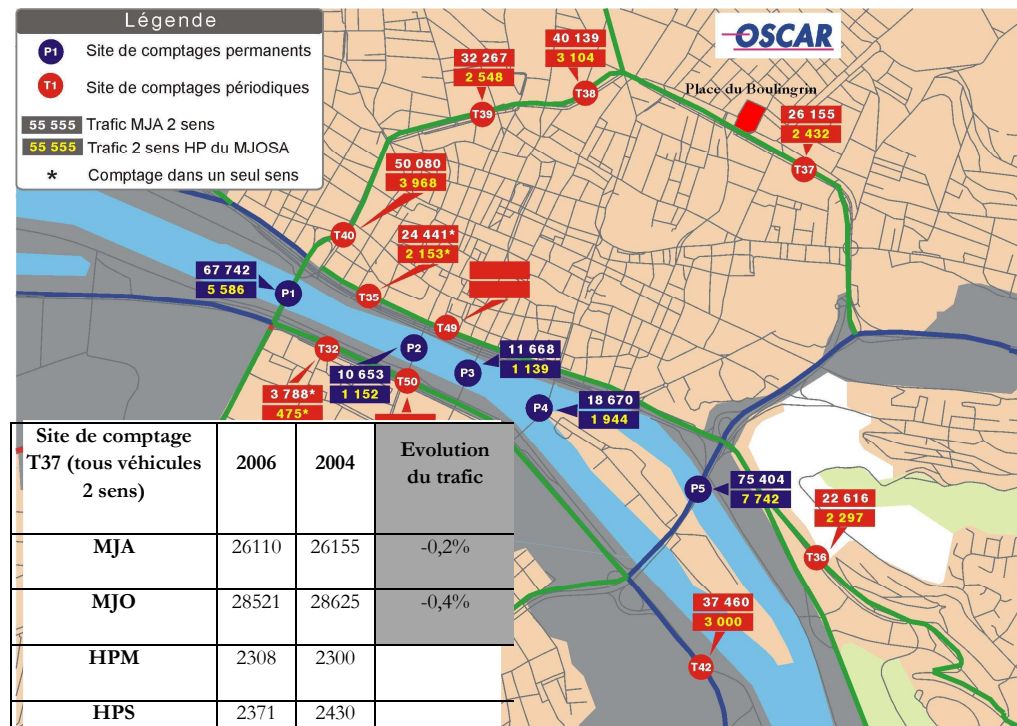 Légende
P1 Site de comptages permanents
T1 Site de comptages périodiques
55 555 Trafic MJA 2 sens
55 555 Trafic 2 sens HP du MJOSA
* Comptage dans un seul sens
OSCAR
40 139
3 104
T38
32 267
2 548
T39
Place du Boulingrin
26 155
2 432
T37
50 080
3 968
T40
24 441*
2 153*
T35
67 742
5 586
P1
T49
T32
P2
11 668
1 139
P3
3 788*
475*
10 653
1 152
T50
P4
18 670
1 944
P5
75 404
7 742
22 616
2 297
T36
37 460
3 000
T42
Site de comptage T37 (tous véhicules 2 sens) 2006 2004 Evolution du trafic
MJA 26110 26155 -0,2%
MJO 28521 28625 -0,4%
HPM 2308 2300
HPS 2371 2430